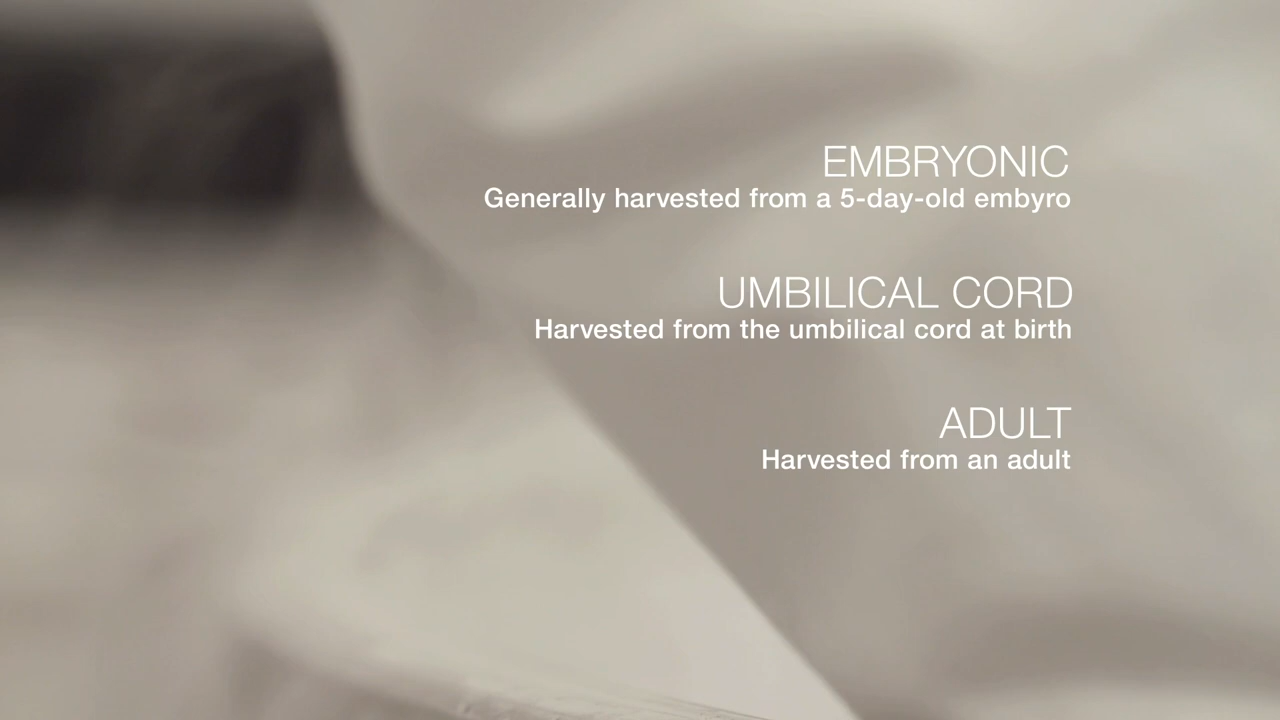 EMBRYONIC
Generally harvested from a 5-day-old embyro
UMBILICAL CORD
Harvested from the umbilical cord at birth
ADULT
Harvested from an adult